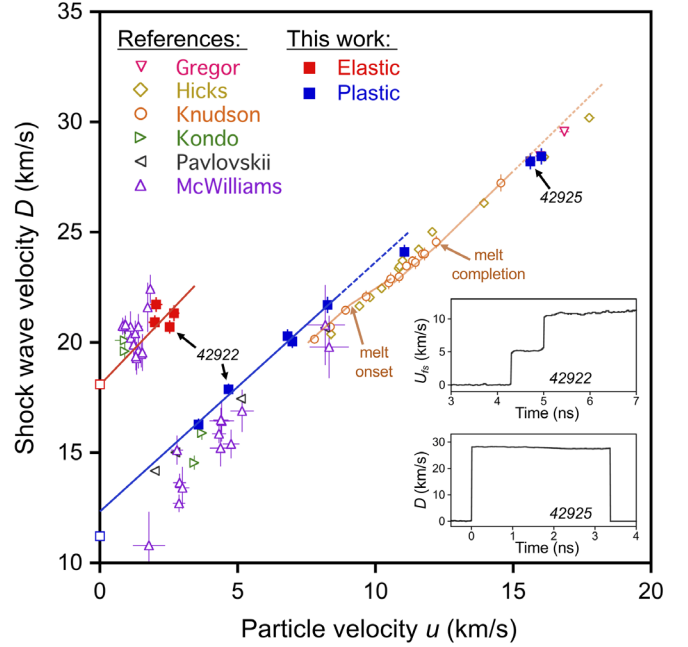 References:
This work:
Gregor
Hicks
Knudson
Kondo
Pavlovskii
McWilliams
Elastic
Plastic
Shock wave velocity D (km/s)
35
30
25
20
15
10
0
5
10
15
20
Particle velocity u (km/s)
42925
melt
completion
42922
melt
onset
U_fs (km/s)
10
5
0
3
4
5
6
7
42922
Time (ns)
D (km/s)
30
20
10
0
0
1
2
3
4
42925
Time (ns)